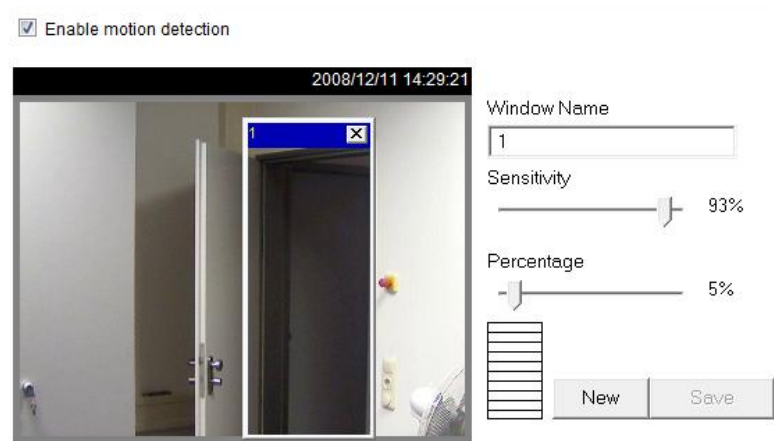 Enable motion detection
2008/12/11 14:29:21
1
Window Name
1
Sensitivity
93%
Percentage
5%
New
Save